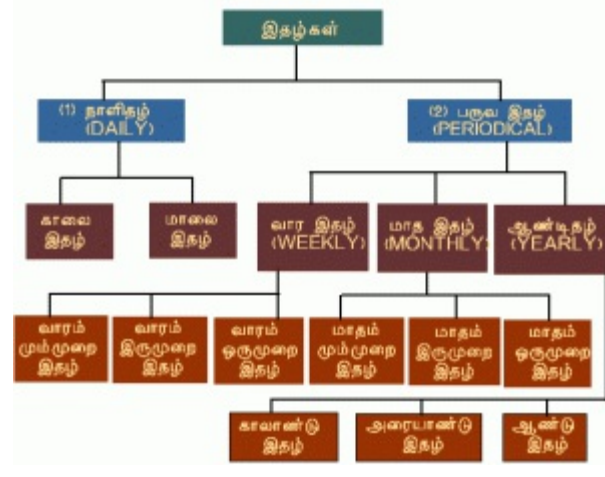 இதழ்கள்
(1) நாளிதழ்
(DAILY)
(2) பருவ இதழ்
(PERIODICAL)
காலை
இதழ்
மாலை
இதழ்
வார இதழ்
(WEEKLY)
மாத இதழ்
(MONTHLY)
ஆண்டிதழ்
(YEARLY)
வாரம்
மும்முறை
இதழ்
வாரம்
இருமுறை
இதழ்
வாரம்
ஒருமுறை
இதழ்
மாதம்
மும்முறை
இதழ்
மாதம்
இருமுறை
இதழ்
மாதம்
ஒருமுறை
இதழ்
காலாண்டு
இதழ்
அரையாண்டு
இதழ்
ஆண்டு
இதழ்